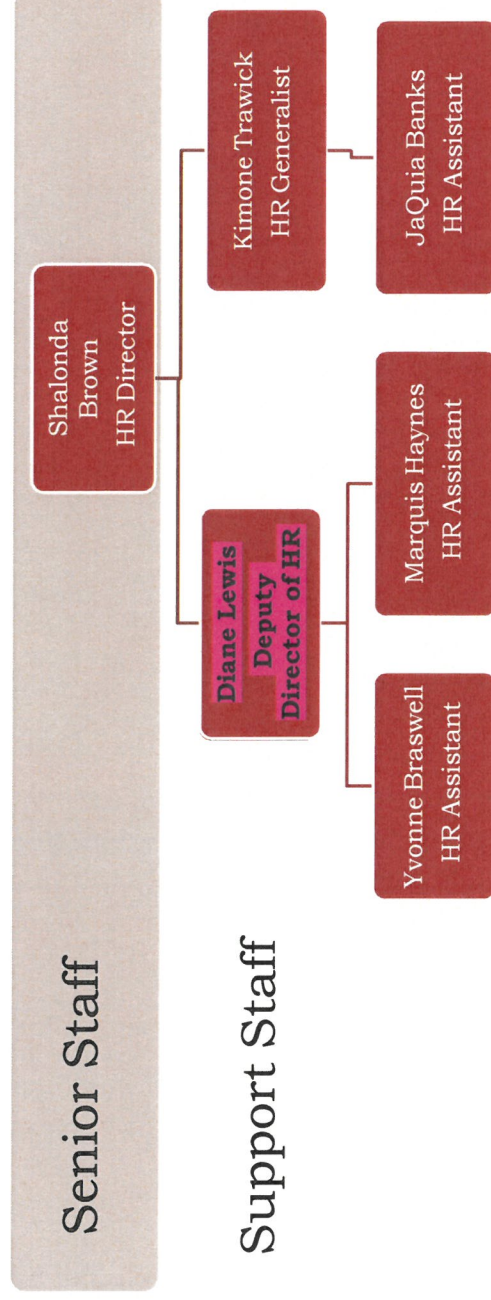 Senior Staff
Shalonda
Brown
HR Director
Support Staff
Diane Lewis
Deputy
Director of HR
Kimone Trawick
HR Generalist
Yvonne Braswell
HR Assistant
Marquis Haynes
HR Assistant
JaQuia Banks
HR Assistant